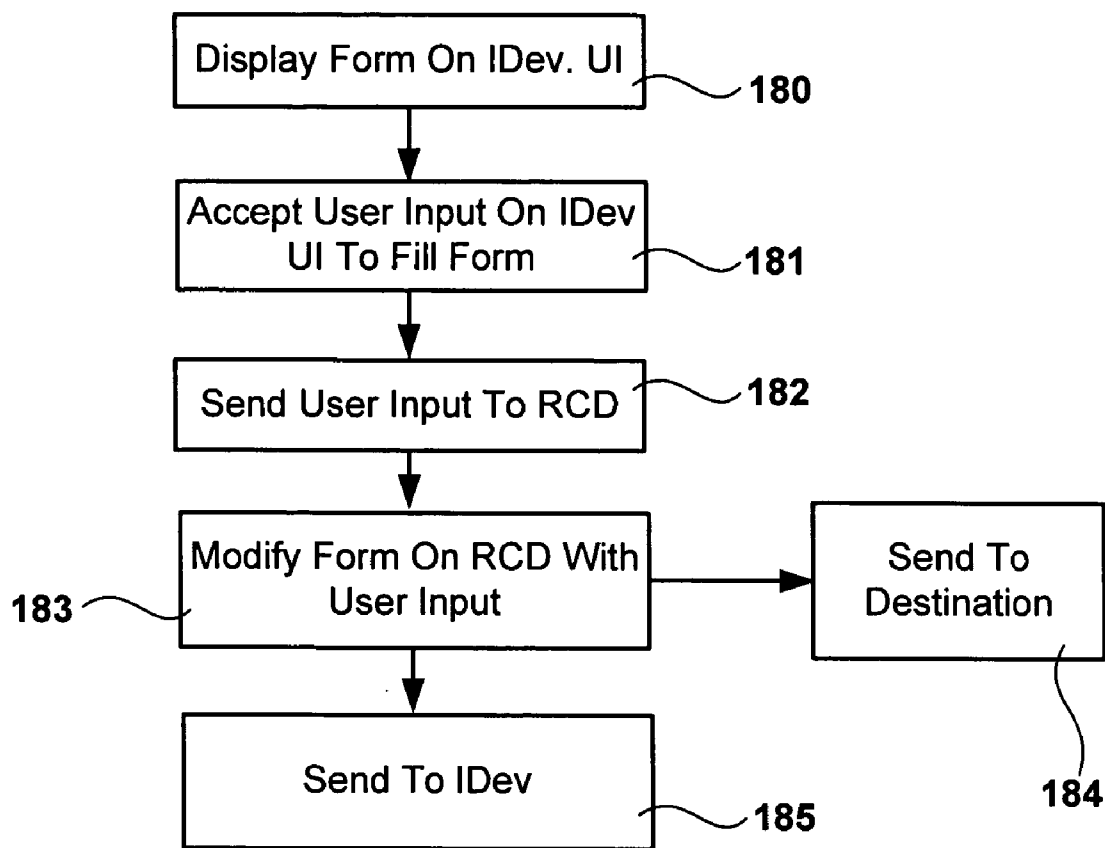 Display Form On IDev. UI
180
Accept User Input On IDev
UI To Fill Form
181
Send User Input To RCD
182
Modify Form On RCD With
User Input
183
Send To
Destination
184
Send To IDev
185